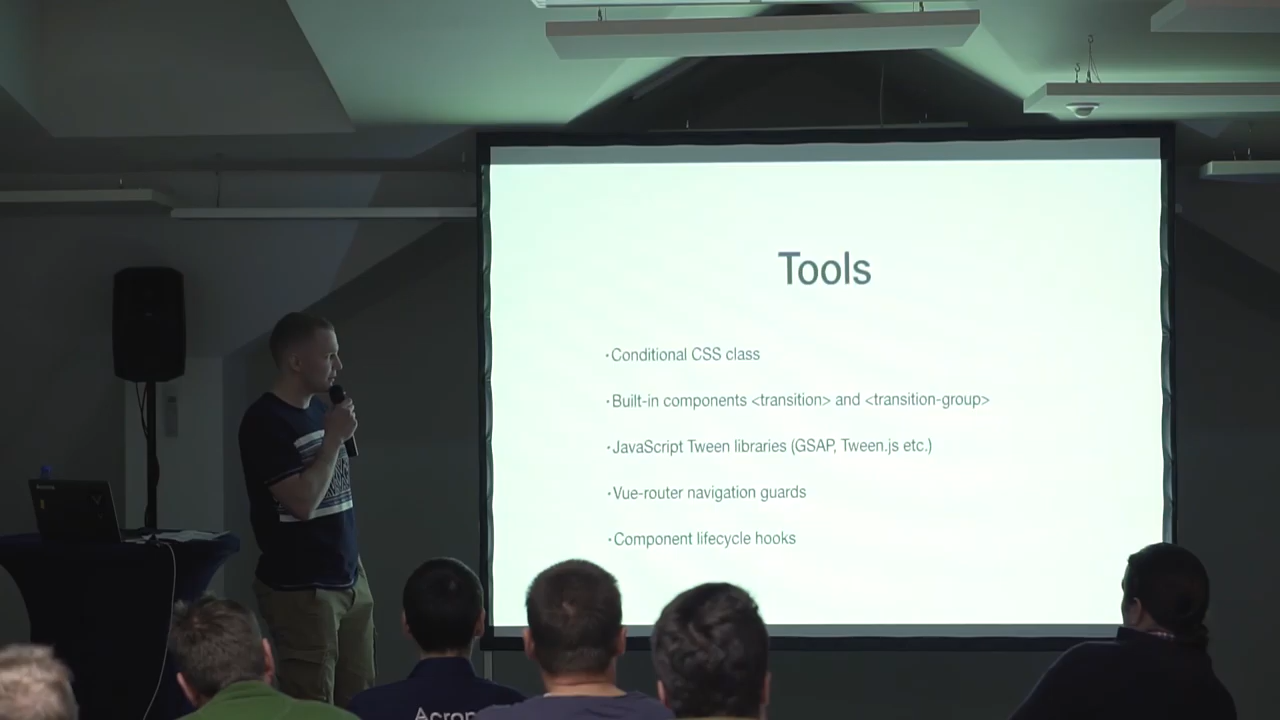 Tools
·Conditional CSS class
·Built-in components <transition> and <transition-group>
·JavaScript Tween libraries (GSAP, Tween.js etc.)
·Vue-router navigation guards
·Component lifecycle hooks